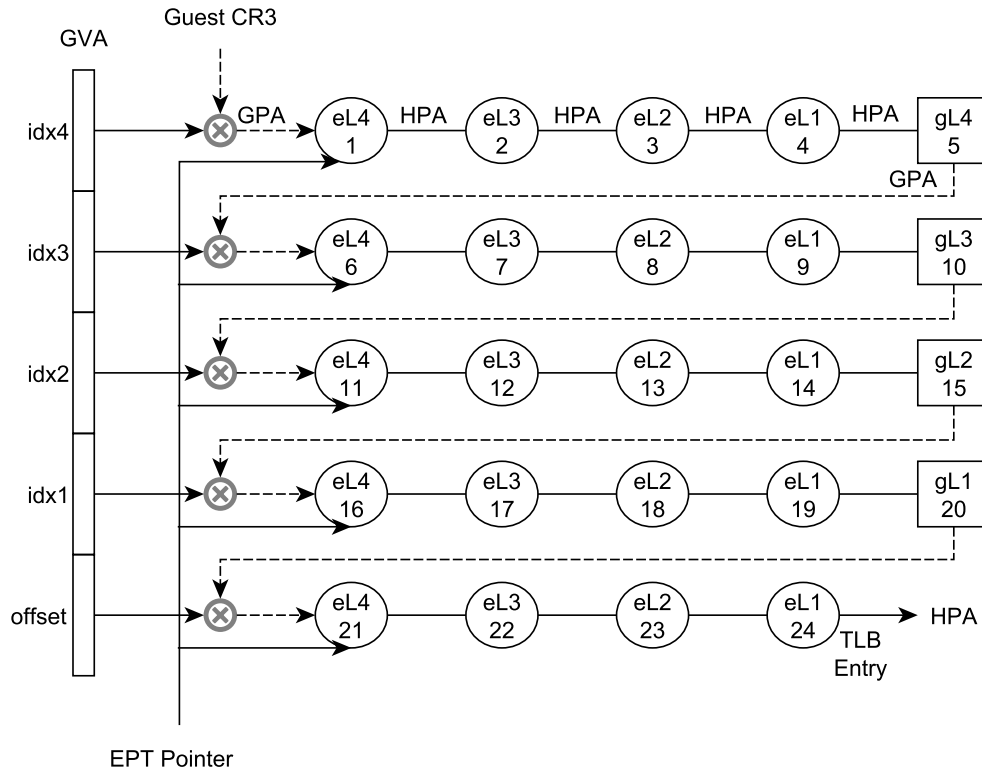 Guest CR3
GVA
idx4 GPA eL4 HPA eL3 HPA eL2 HPA eL1 HPA gL4
1 2 3 4 5
GPA
idx3 eL4 eL3 eL2 eL1 gL3
6 7 8 9 10
idx2 eL4 eL3 eL2 eL1 gL2
11 12 13 14 15
idx1 eL4 eL3 eL2 eL1 gL1
16 17 18 19 20
offset eL4 eL3 eL2 eL1 HPA
21 22 23 24
TLB
Entry
EPT Pointer